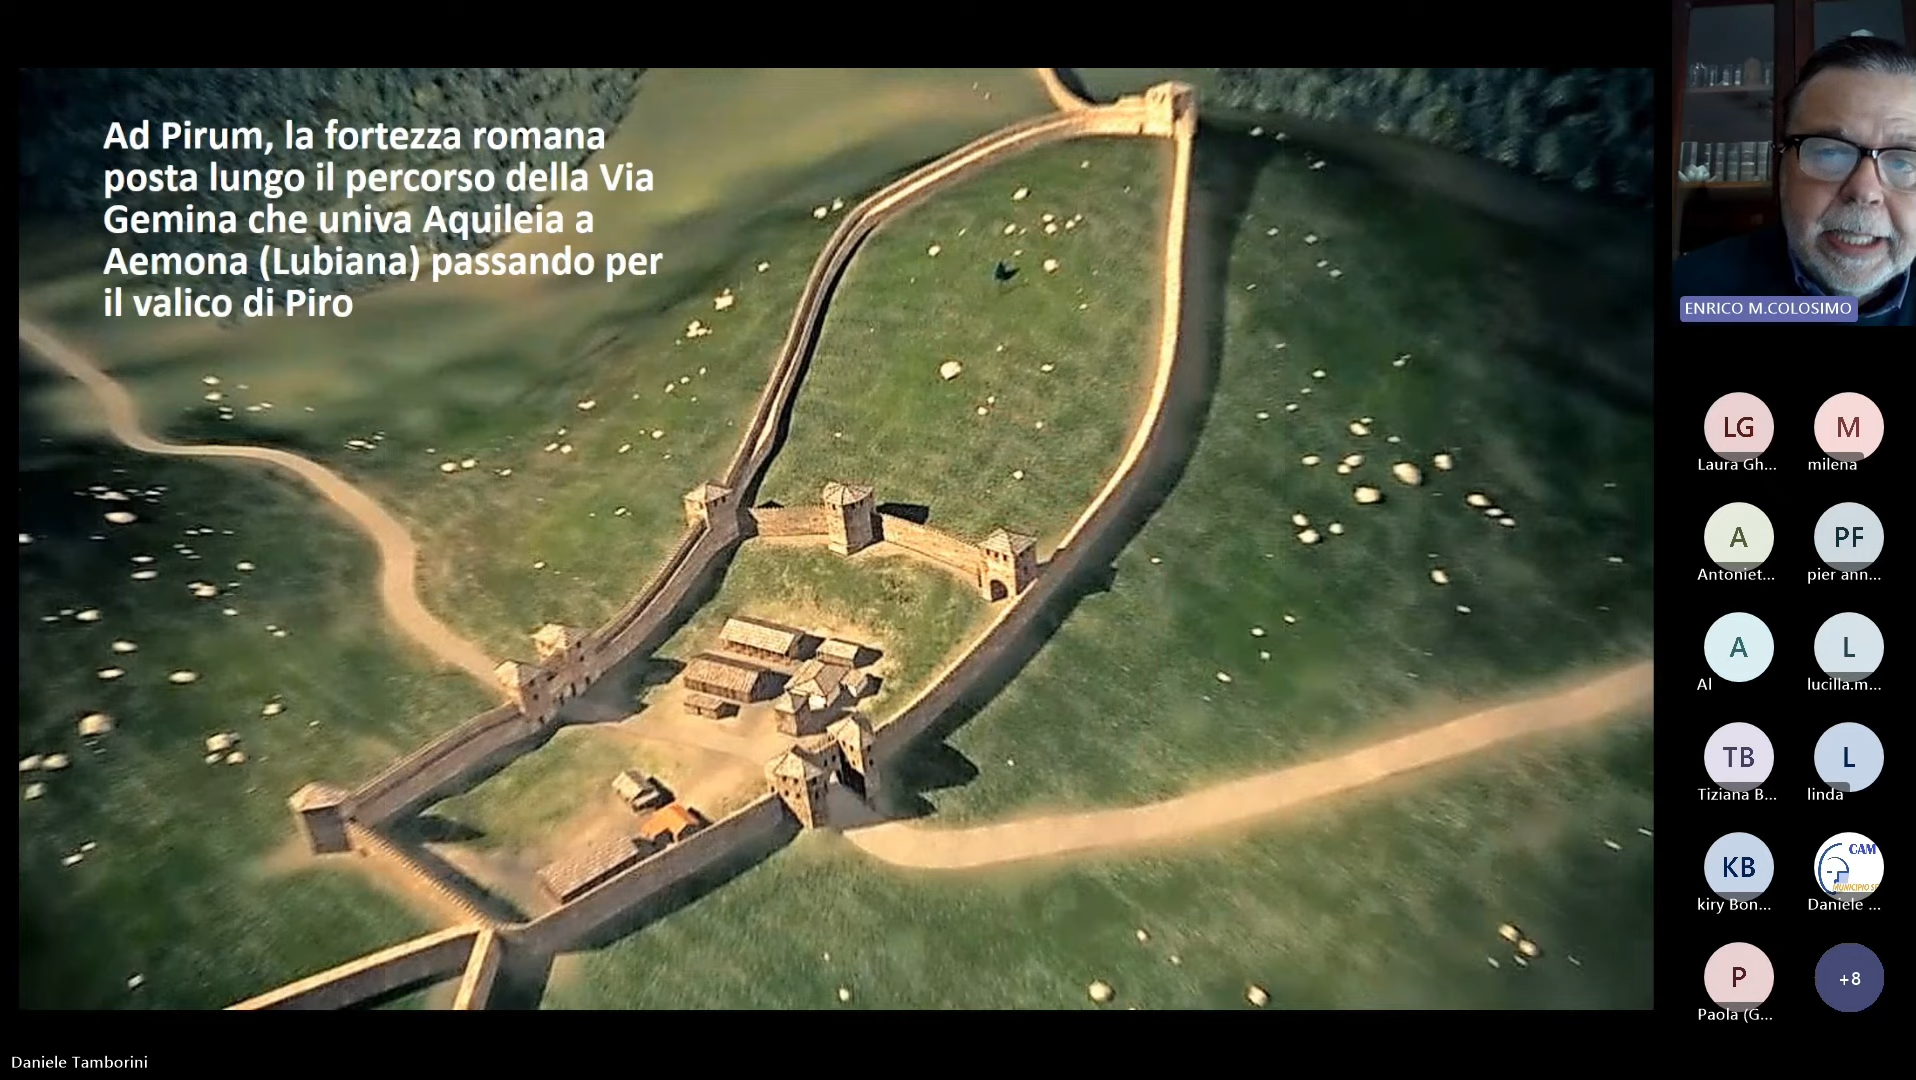 Ad Pirum, la fortezza romana
posta lungo il percorso della Via
Gemina che univa Aquileia a
Aemona (Lubiana) passando per
il valico di Piro
ENRICO M.COLOSIMO
LG
Laura Gh...
M
milena
A
Antoniet...
PF
pier ann...
A
Al
L
lucilla.m...
TB
Tiziana B...
L
linda
KB
kiry Bon...
CAM
MUNICIPIO
Daniele ...
P
Paola (G...
+8
Daniele Tamborini